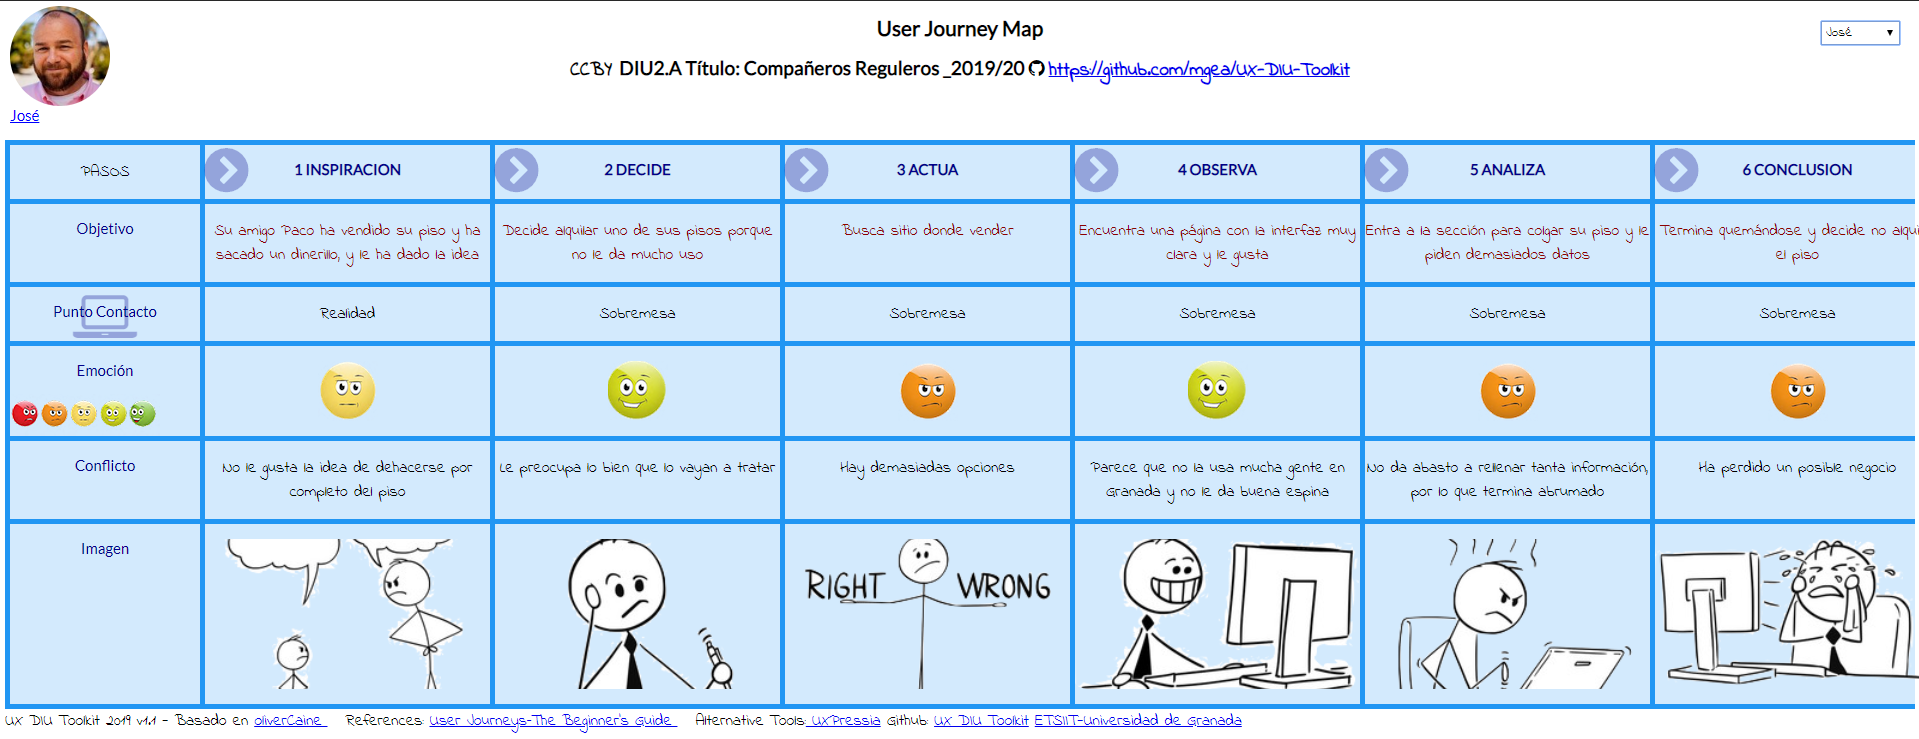 User Journey Map
José ▼
CCBY DIU2.A Título: Compañeros Reguleros _2019/20 https://github.com/mgea/UX-DIU-Toolkit
José
PASOS
1 INSPIRACION
2 DECIDE
3 ACTUA
4 OBSERVA
5 ANALIZA
6 CONCLUSION
Objetivo
Su amigo Paco ha vendido su piso y ha
sacado un dinerillo, y le ha dado la idea
Decide alquilar uno de sus pisos porque
no le da mucho uso
Busca sitio donde vender
Encuentra una página con la interfaz muy
clara y le gusta
Entra a la sección para colgar su piso y le
piden demasiados datos
Termina quemándose y decide no alqui
el piso
Punto Contacto
Realidad
Sobremesa
Sobremesa
Sobremesa
Sobremesa
Sobremesa
Emoción
Conflicto
No le gusta la idea de dehacerse por
completo del piso
Le preocupa lo bien que lo vayan a tratar
Hay demasiadas opciones
Parece que no la usa mucha gente en
Granada y no le da buena espina
No da abasto a rellenar tanta información,
por lo que termina abrumado
Ha perdido un posible negocio
Imagen
RIGHT WRONG
UX DIU Toolkit 2019 v1.1 - Basado en oliverCaine References: User Journeys-The Beginner's Guide Alternative Tools: UXPressia Github: UX DIU Toolkit ETSIIT-Universidad de Granada